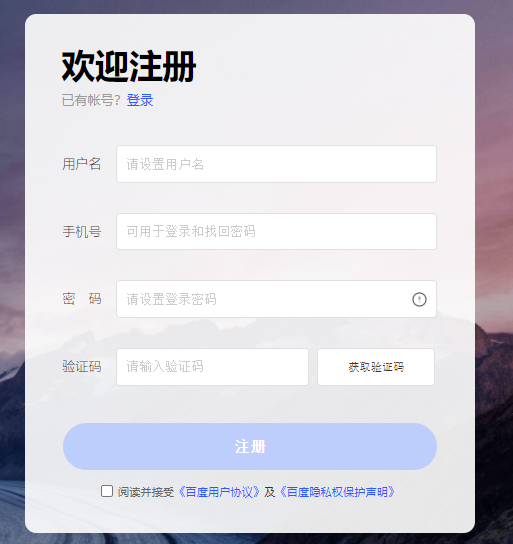 欢迎注册
已有帐号？登录
用户名 请设置用户名
手机号 可用于登录和找回密码
密 码 请设置登录密码
验证码 请输入验证码 获取验证码
注册
阅读并接受《百度用户协议》及《百度隐私权保护声明》